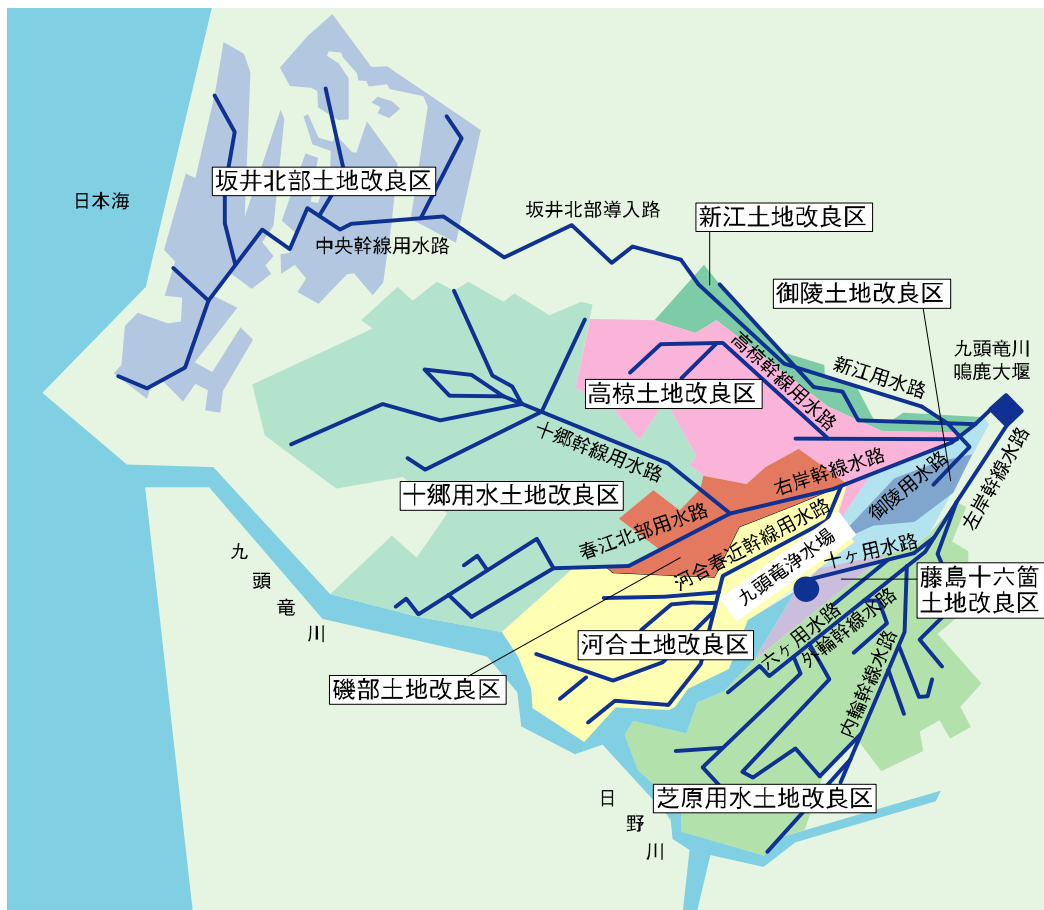 坂井北部土地改良区
日本海
坂井北部導入路
新江土地改良区
中央幹線用水路
御陵土地改良区
九頭竜川
鳴鹿大堰
高椋幹線用水路
新江用水路
高椋土地改良区
十郷幹線用水路
左岸幹線水路
右岸幹線水路
御陵用水路
十郷用水土地改良区
春江北部用水路
河合春近幹線用水路
十ヶ用水路
九頭竜浄水場
九
頭
竜
川
藤島十六箇
土地改良区
六ヶ用水路
外輪幹線水路
河合土地改良区
内輪幹線水路
磯部土地改良区
芝原用水土地改良区
日
野
川